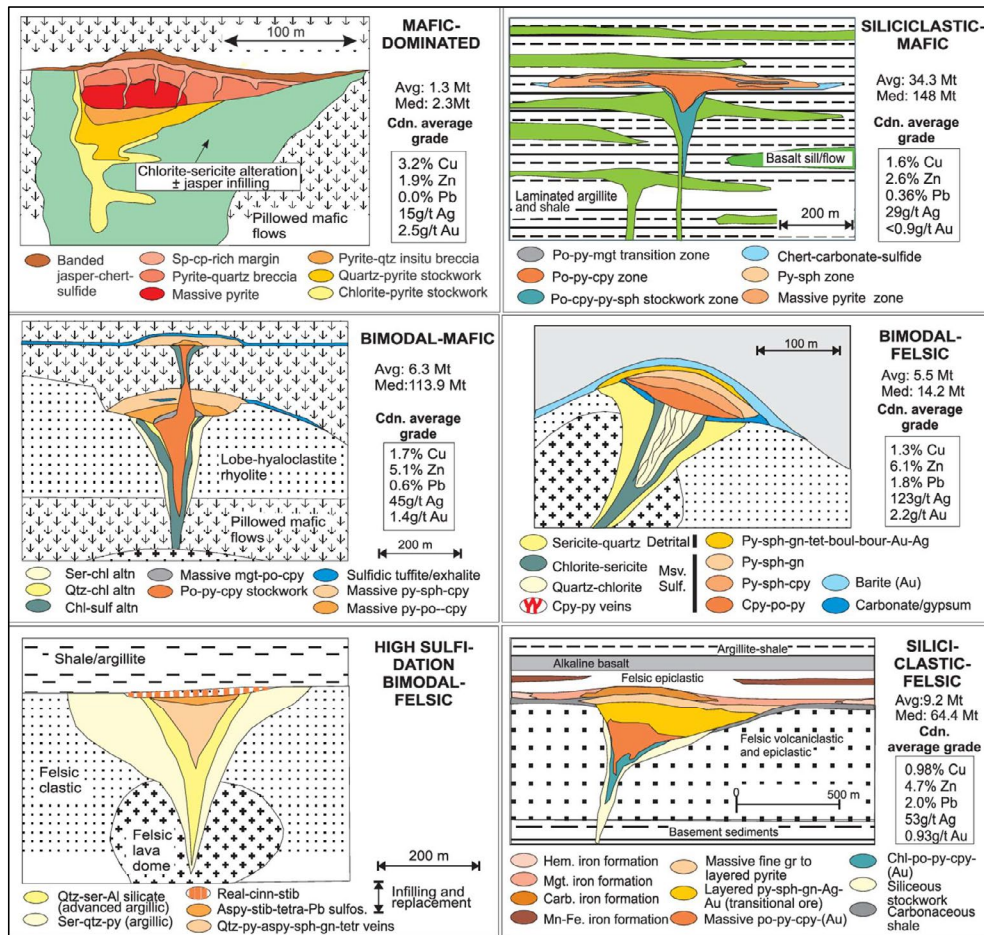 100 m
MAFIC-
DOMINATED
Avg: 1.3 Mt
Med: 2.3Mt
Cdn. average
grade
3.2% Cu
1.9% Zn
0.0% Pb
15g/t Ag
2.5g/t Au
Chlorite-sericite alteration
± jasper infilling
Pillowed mafic
flows
Banded
jasper-chert-
sulfide
Sp-cp-rich margin
Pyrite-quartz breccia
Massive pyrite
Pyrite-qtz insitu breccia
Quartz-pyrite stockwork
Chlorite-pyrite stockwork
SILICICLASTIC-
MAFIC
Avg: 34.3 Mt
Med: 148 Mt
Cdn. average
grade
1.6% Cu
2.6% Zn
0.36% Pb
29g/t Ag
<0.9g/t Au
Basalt sill/flow
Laminated argillite
and shale
200 m
Po-py-mgt transition zone
Po-py-cpy zone
Po-cpy-py-sph stockwork zone
Chert-carbonate-sulfide
Py-sph zone
Massive pyrite zone
BIMODAL-MAFIC
Avg: 6.3 Mt
Med:113.9 Mt
Cdn. average
grade
1.7% Cu
5.1% Zn
0.6% Pb
45g/t Ag
1.4g/t Au
Lobe-hyaloclastite
rhyolite
Pillowed mafic
flows
200 m
Ser-chl altn
Qtz-chl altn
Chl-sulf altn
Massive mgt-po-cpy
Po-py-cpy stockwork
Sulfidic tuffite/exhalite
Massive py-sph-cpy
Massive py-po--cpy
100 m
BIMODAL-
FELSIC
Avg: 5.5 Mt
Med: 14.2 Mt
Cdn. average
grade
1.3% Cu
6.1% Zn
1.8% Pb
123g/t Ag
2.2g/t Au
Sericite-quartz
Chlorite-sericite
Quartz-chlorite
Cpy-py veins
Detrital
Msv.
Sulf.
Py-sph-gn-tet-boul-bour-Au-Ag
Py-sph-gn
Py-sph-cpy
Cpy-po-py
Barite (Au)
Carbonate/gypsum
HIGH SULFI-
DATION
BIMODAL-
FELSIC
Shale/argillite
Felsic
clastic
Felsic
lava
dome
200 m
Infilling and
replacement
Qtz-ser-Al silicate
(advanced argillic)
Ser-qtz-py (argillic)
Real-cinn-stib
Aspy-stib-tetra-Pb sulfos.
Qtz-py-aspy-sph-gn-tetr veins
SILICI-
CLASTIC-
FELSIC
Avg:9.2 Mt
Med: 64.4 Mt
Cdn.
average grade
0.98% Cu
4.7% Zn
2.0% Pb
53g/t Ag
0.93g/t Au
Argillite-shale
Alkaline basalt
Felsic epiclastic
Felsic volcaniclastic
and epiclastic
0
500 m
Basement sediments
Hem. iron formation
Mgt. iron formation
Carb. iron formation
Mn-Fe. iron formation
Massive fine gr to
layered pyrite
Layered py-sph-gn-Ag-
Au (transitional ore)
Massive po-py-cpy-(Au)
Chl-po-py-cpy-
(Au)
Siliceous
stockwork
Carbonaceous
shale